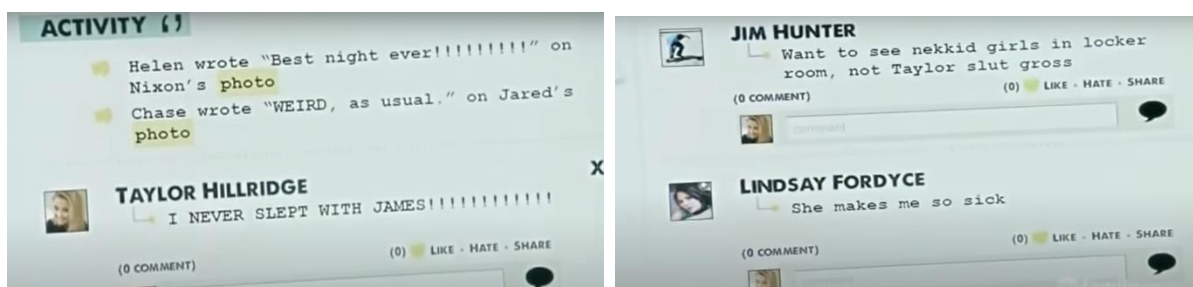 ACTIVITY
Helen wrote "Best night ever!!!!!!!!!" on
Nixon's photo
Chase wrote "WEIRD, as usual." on Jared's
photo
X
TAYLOR HILLRIDGE
I NEVER SLEPT WITH JAMES!!!!!!!!!!!!
(0) LIKE - HATE - SHARE
(0 COMMENT)
JIM HUNTER
Want to see nekkid girls in locker
room, not Taylor slut gross
(0) LIKE - HATE - SHARE
(0 COMMENT)
comment
LINDSAY FORDYCE
She makes me so sick
(0) LIKE - HATE - SHARE
(0 COMMENT)